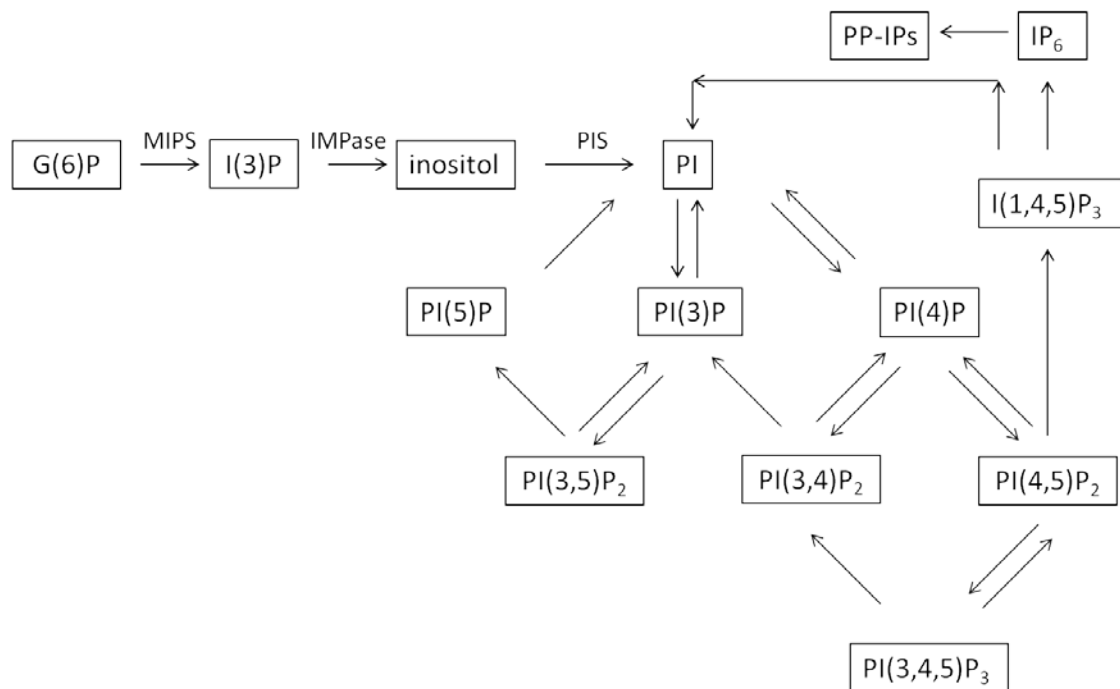 PP-IPs
IP₆
MIPS
IMPase
PIS
G(6)P
I(3)P
inositol
PI
I(1,4,5)P₃
PI(5)P
PI(3)P
PI(4)P
PI(3,5)P₂
PI(3,4)P₂
PI(4,5)P₂
PI(3,4,5)P₃